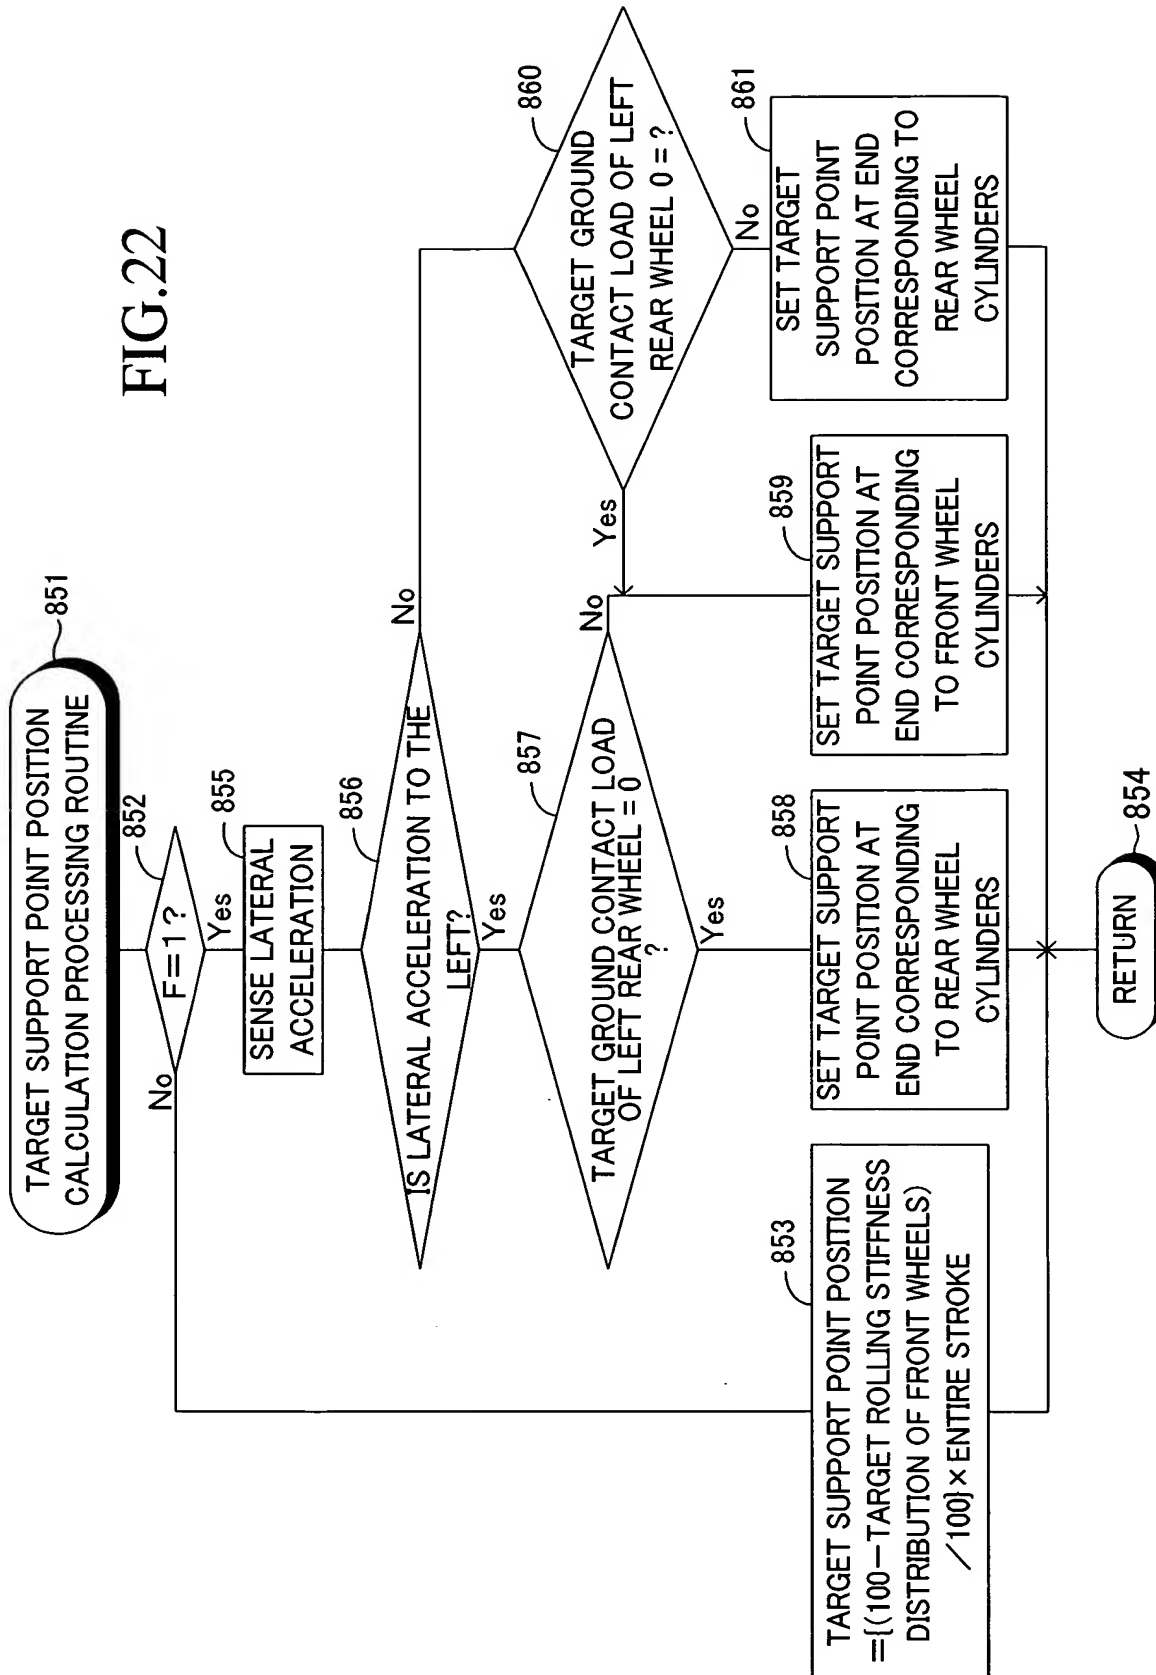 FIG.22
TARGET SUPPORT POINT POSITION
CALCULATION PROCESSING ROUTINE
851
852
F=1?
No
Yes
855
SENSE LATERAL
ACCELERATION
856
IS LATERAL ACCELERATION TO THE
LEFT?
No
Yes
857
TARGET GROUND CONTACT LOAD
OF LEFT REAR WHEEL = 0
?
No
Yes
860
TARGET GROUND
CONTACT LOAD OF LEFT
REAR WHEEL 0 = ?
Yes
No
853
TARGET SUPPORT POINT POSITION
={(100-TARGET ROLLING STIFFNESS
DISTRIBUTION OF FRONT WHEELS)
/100}×ENTIRE STROKE
858
SET TARGET SUPPORT
POINT POSITION AT
END CORRESPONDING
TO REAR WHEEL
CYLINDERS
859
SET TARGET SUPPORT
POINT POSITION AT
END CORRESPONDING
TO FRONT WHEEL
CYLINDERS
861
SET TARGET
SUPPORT POINT
POSITION AT END
CORRESPONDING TO
REAR WHEEL
CYLINDERS
RETURN
854